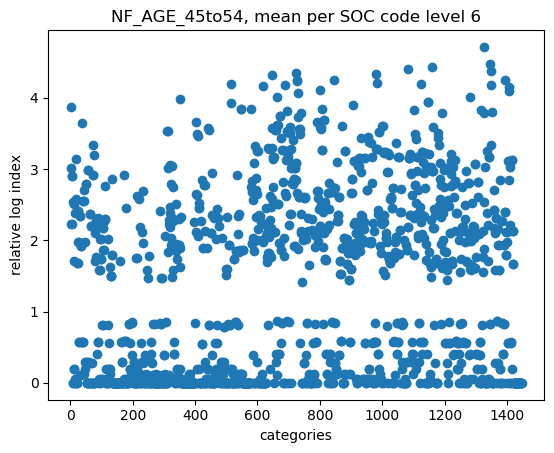 NF_AGE_45to54, mean per SOC code level 6
relative log index
4
3
2
1
0
0 200 400 600 800 1000 1200 1400
categories